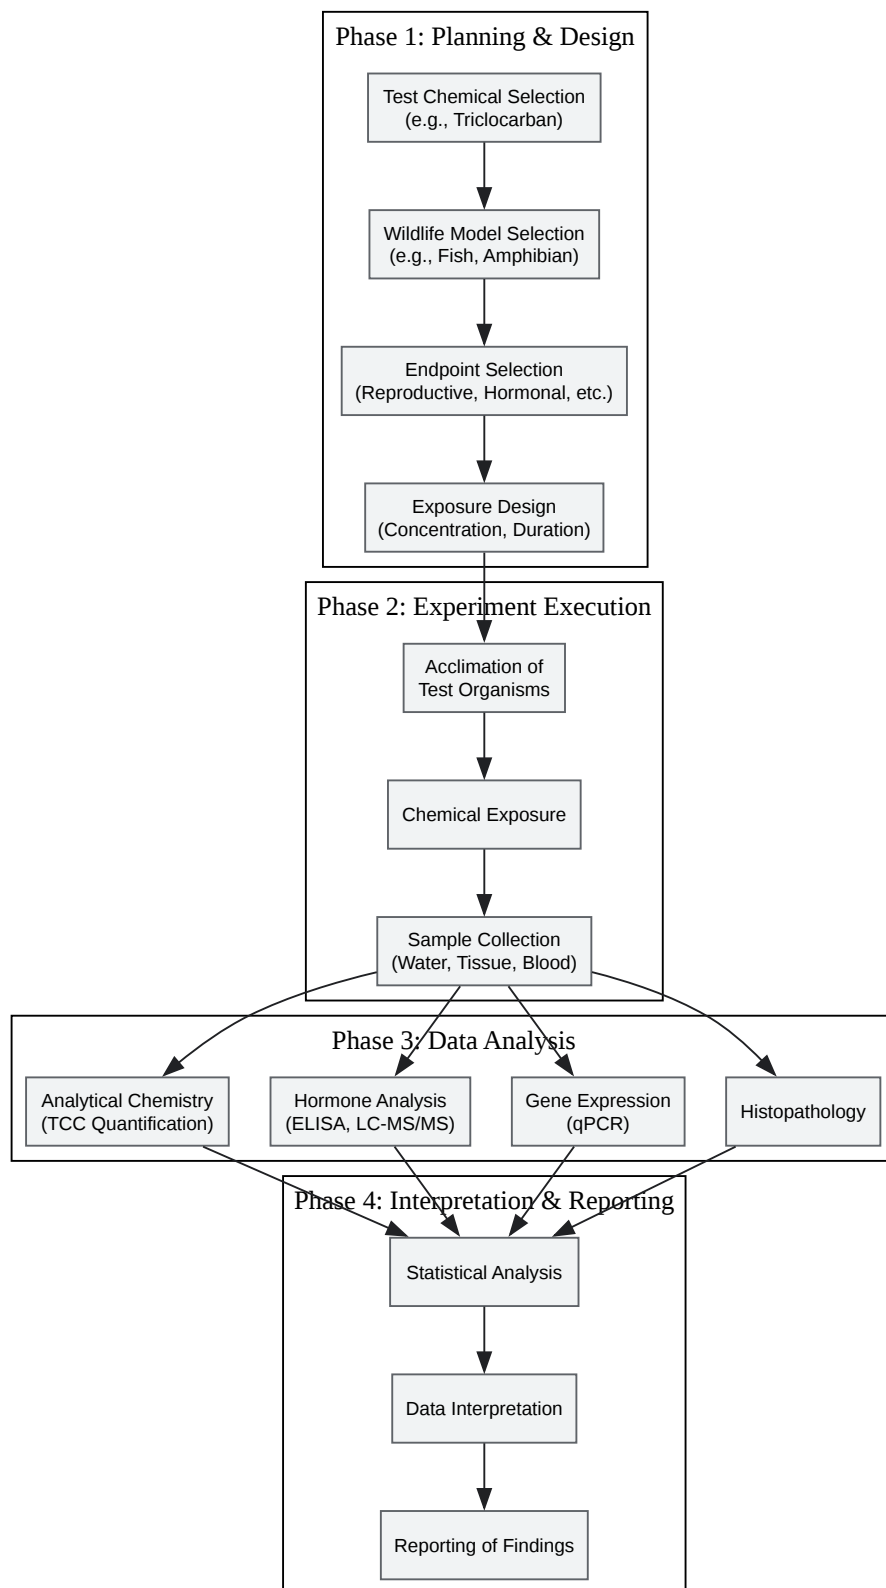 Phase 1: Planning & Design
Test Chemical Selection
(e.g., Triclocarban)
Wildlife Model Selection
(e.g., Fish, Amphibian)
Endpoint Selection
(Reproductive, Hormonal, etc.)
Exposure Design
(Concentration, Duration)
Phase 2: Experiment Execution
Acclimation of
Test Organisms
Chemical Exposure
Sample Collection
(Water, Tissue, Blood)
Phase 3: Data Analysis
Analytical Chemistry
(TCC Quantification)
Hormone Analysis
(ELISA, LC-MS/MS)
Gene Expression
(qPCR)
Histopathology
Phase 4: Interpretation & Reporting
Statistical Analysis
Data Interpretation
Reporting of Findings